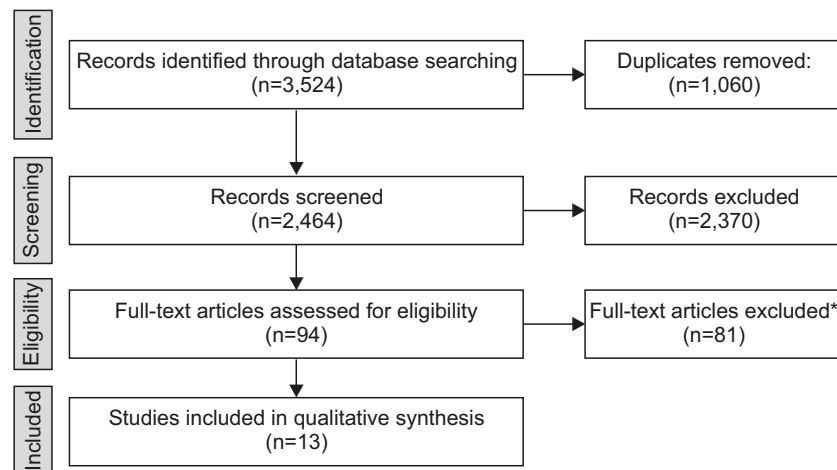 Identification
Records identified through database searching
(n=3,524)
Duplicates removed:
(n=1,060)
Screening
Records screened
(n=2,464)
Records excluded
(n=2,370)
Eligibility
Full-text articles assessed for eligibility
(n=94)
Full-text articles excluded*
(n=81)
Included
Studies included in qualitative synthesis
(n=13)